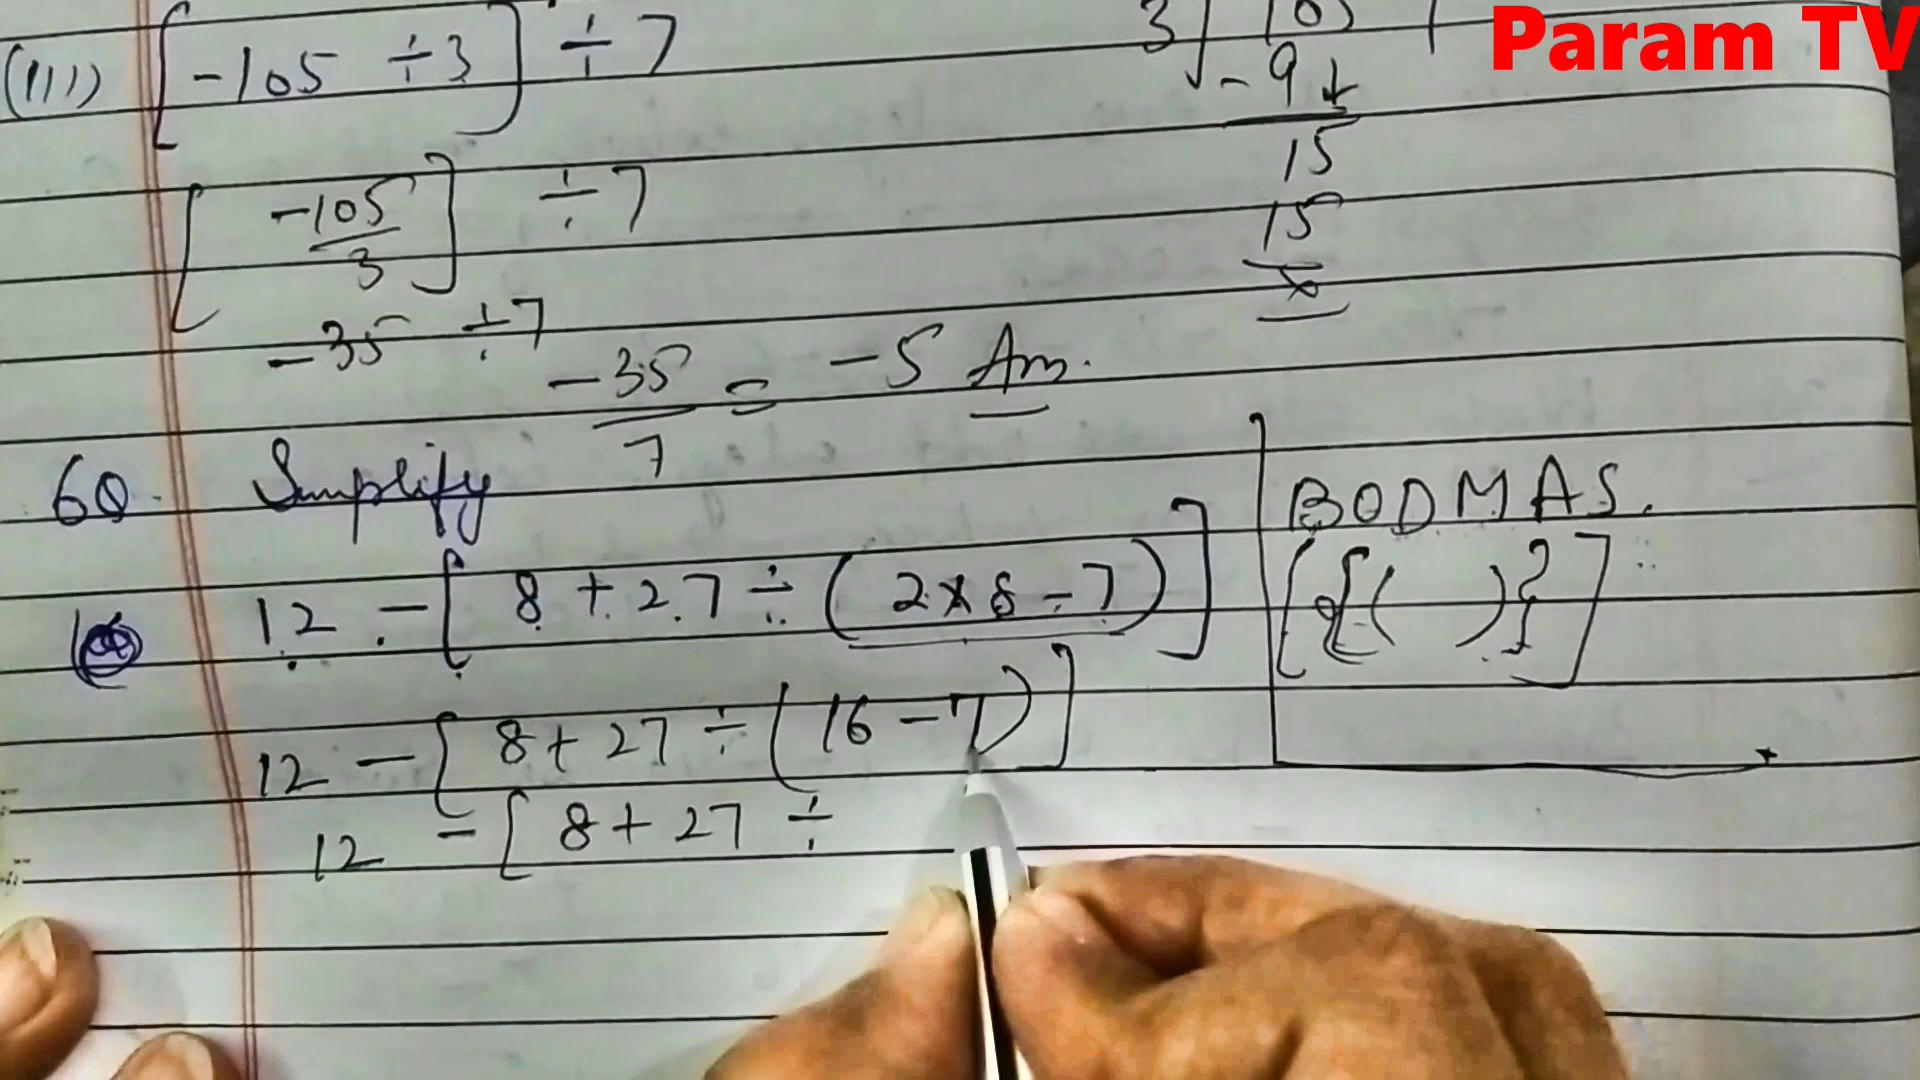 Param TV
(III) [-105 ÷ 3] ÷ 7
3 105
- 9 ↓
15
15
[-105/3] ÷ 7
-35 ÷ 7
-35/7 = -5 Ans.
6Q. Simplify
BODMAS.
[{( )}]
12 - [8 + 27 ÷ (2 × 8 - 7)]
12 - [8 + 27 ÷ (16 - 7)]
12 - [8 + 27 ÷